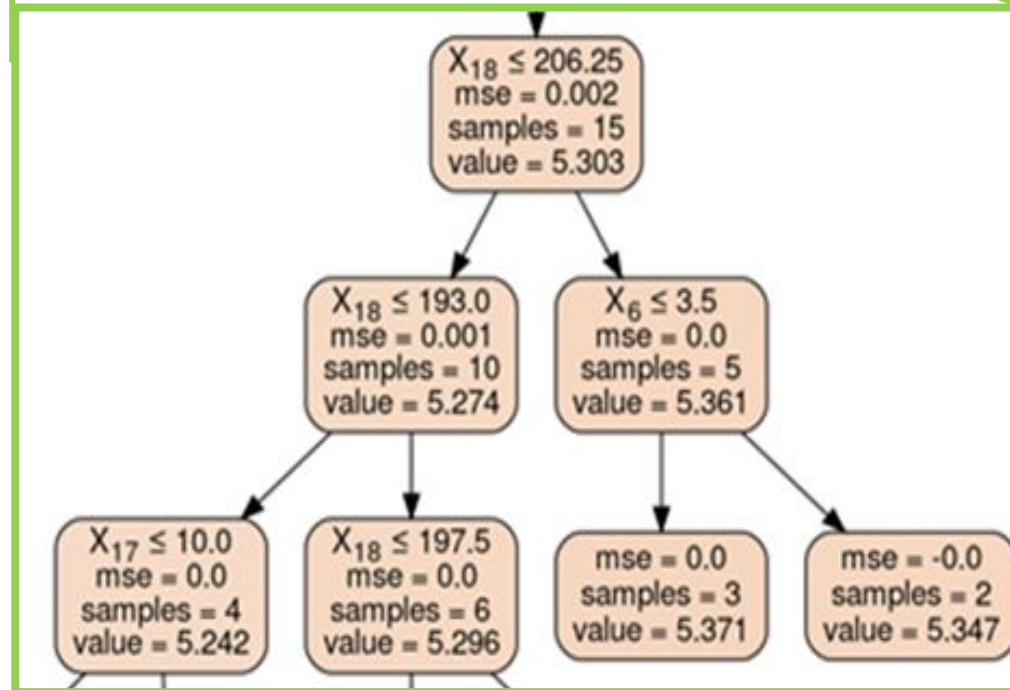 X₁₈ ≤ 206.25
mse = 0.002
samples = 15
value = 5.303
X₁₈ ≤ 193.0
mse = 0.001
samples = 10
value = 5.274
X₆ ≤ 3.5
mse = 0.0
samples = 5
value = 5.361
X₁₇ ≤ 10.0
mse = 0.0
samples = 4
value = 5.242
X₁₈ ≤ 197.5
mse = 0.0
samples = 6
value = 5.296
mse = 0.0
samples = 3
value = 5.371
mse = -0.0
samples = 2
value = 5.347